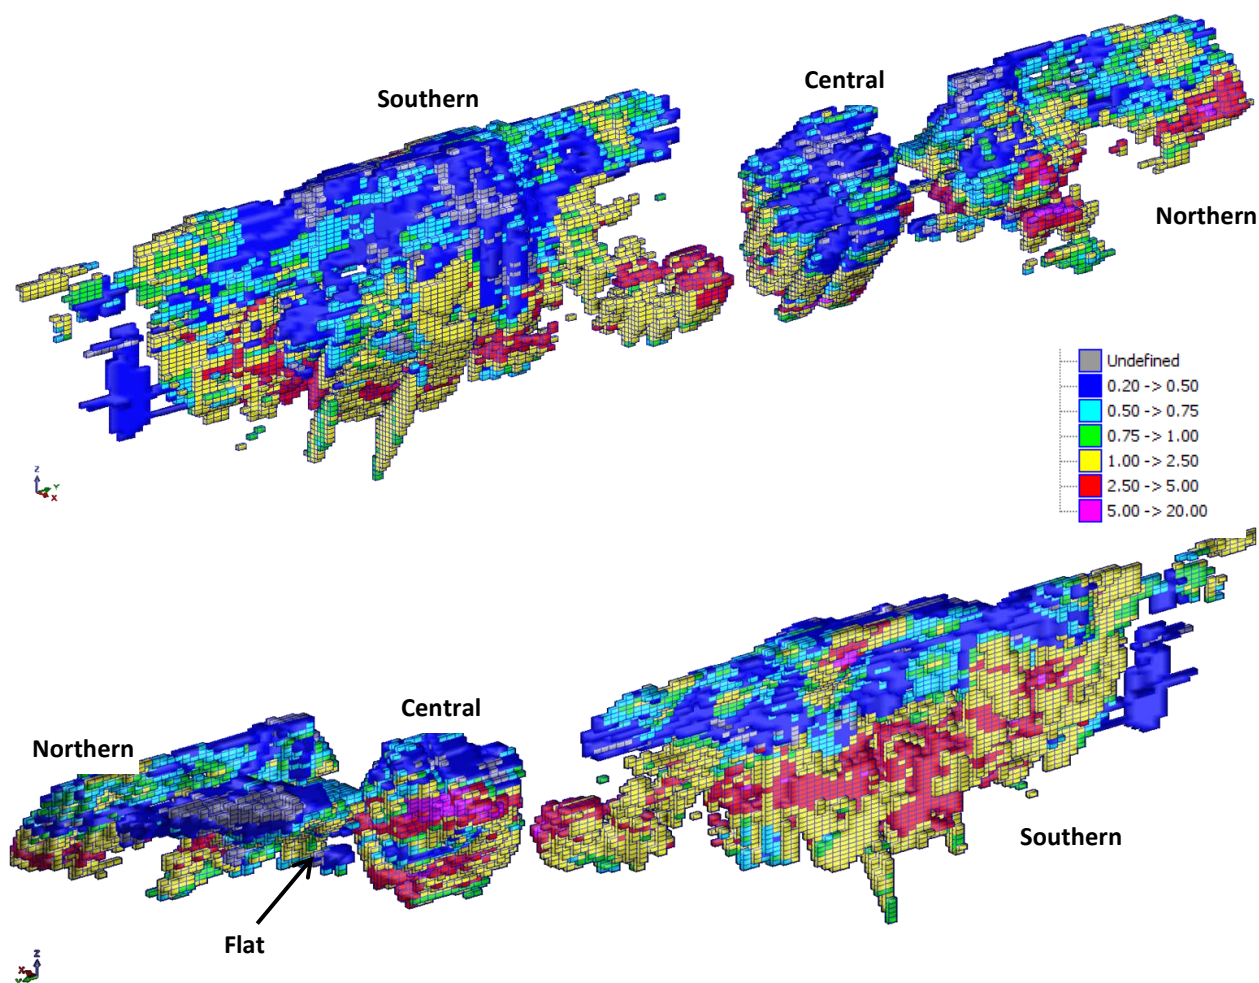 Southern
Central
Northern
Undefined
0.20 -> 0.50
0.50 -> 0.75
0.75 -> 1.00
1.00 -> 2.50
2.50 -> 5.00
5.00 -> 20.00
Z
Y
X
Northern
Central
Southern
Flat
X
Z
Y